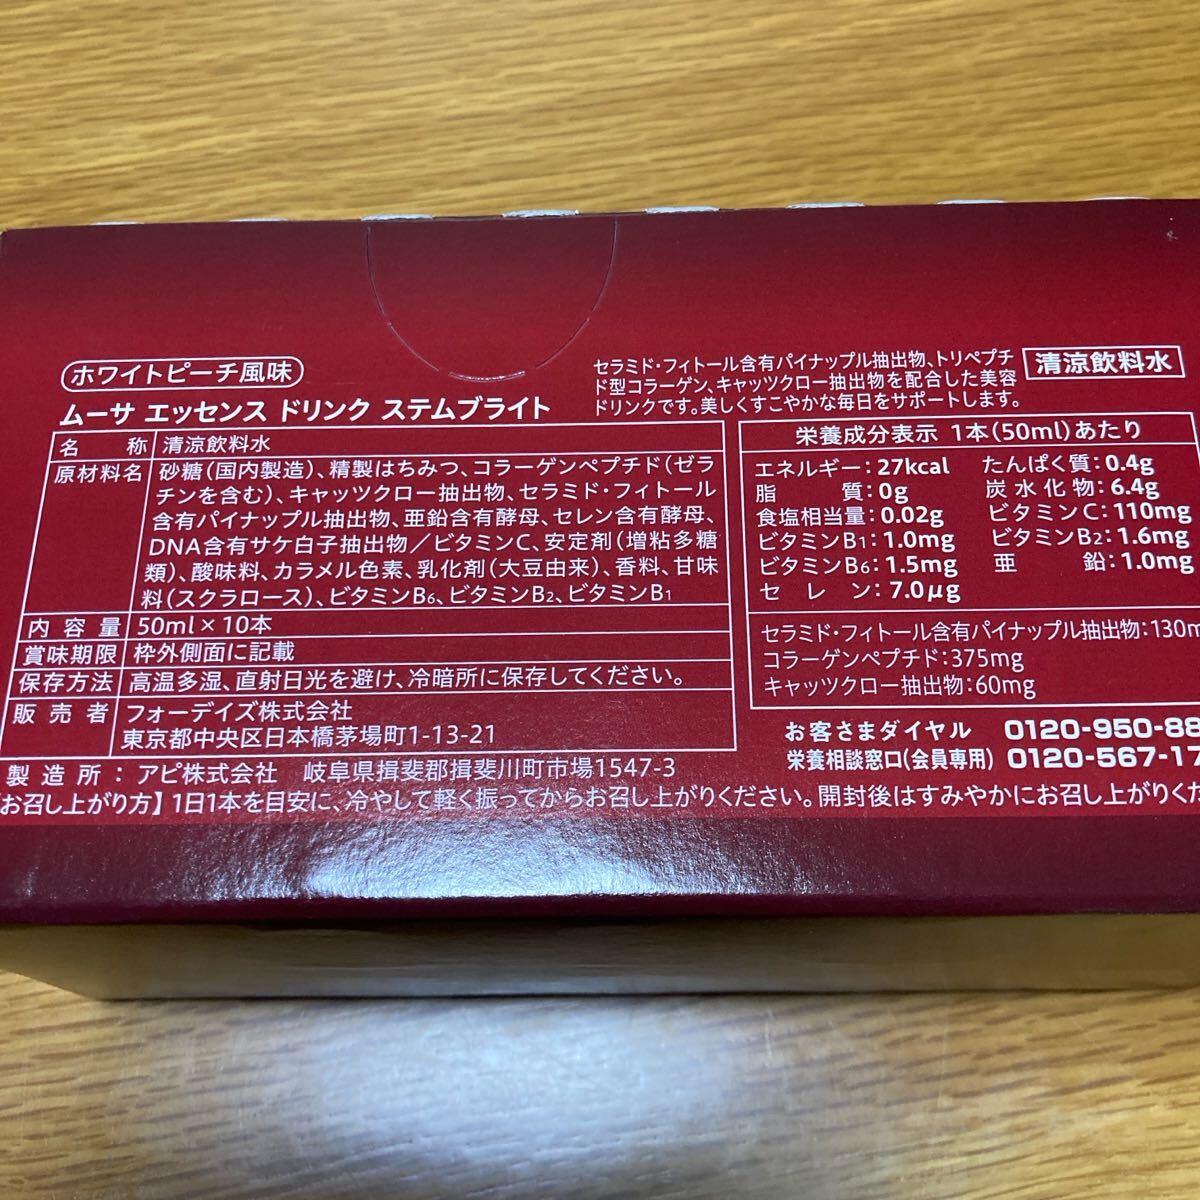 ホワイトピーチ風味
ムーサ エッセンス ドリンク ステムブライト
名 称 清涼飲料水
原材料名 砂糖(国内製造)、精製はちみつ、コラーゲンペプチド(ゼラ
チンを含む)、キャッツクロー抽出物、セラミド・フィトール
含有パイナップル抽出物、亜鉛含有酵母、セレン含有酵母、
DNA含有サケ白子抽出物/ビタミンC、安定剤(増粘多糖
類)、酸味料、カラメル色素、乳化剤(大豆由来)、香料、甘味
料(スクラロース)、ビタミンB6、ビタミンB2、ビタミンB1
内容量 50ml×10本
賞味期限 枠外側面に記載
保存方法 高温多湿、直射日光を避け、冷暗所に保存してください。
販売者 フォーデイズ株式会社
東京都中央区日本橋茅場町1-13-21
製造所:アピ株式会社 岐阜県揖斐郡揖斐川町市場1547-3
セラミド・フィトール含有パイナップル抽出物、トリペプチ
ド型コラーゲン、キャッツクロー抽出物を配合した美容
ドリンクです。美しくすこやかな毎日をサポートします。
清涼飲料水
栄養成分表示 1本(50ml)あたり
エネルギー:27kcal たんぱく質:0.4g
脂質:0g 炭水化物:6.4g
食塩相当量:0.02g ビタミンC:110mg
ビタミンB1:1.0mg ビタミンB2:1.6mg
ビタミンB6:1.5mg 亜鉛:1.0mg
セレン:7.0μg
セラミド・フィトール含有パイナップル抽出物:130m
コラーゲンペプチド:375mg
キャッツクロー抽出物:60mg
お客さまダイヤル 0120-950-88
栄養相談窓口(会員専用) 0120-567-17
お召し上がり方】1日1本を目安に、冷やして軽く振ってからお召し上がりください。開封後はすみやかにお召し上がりくだ